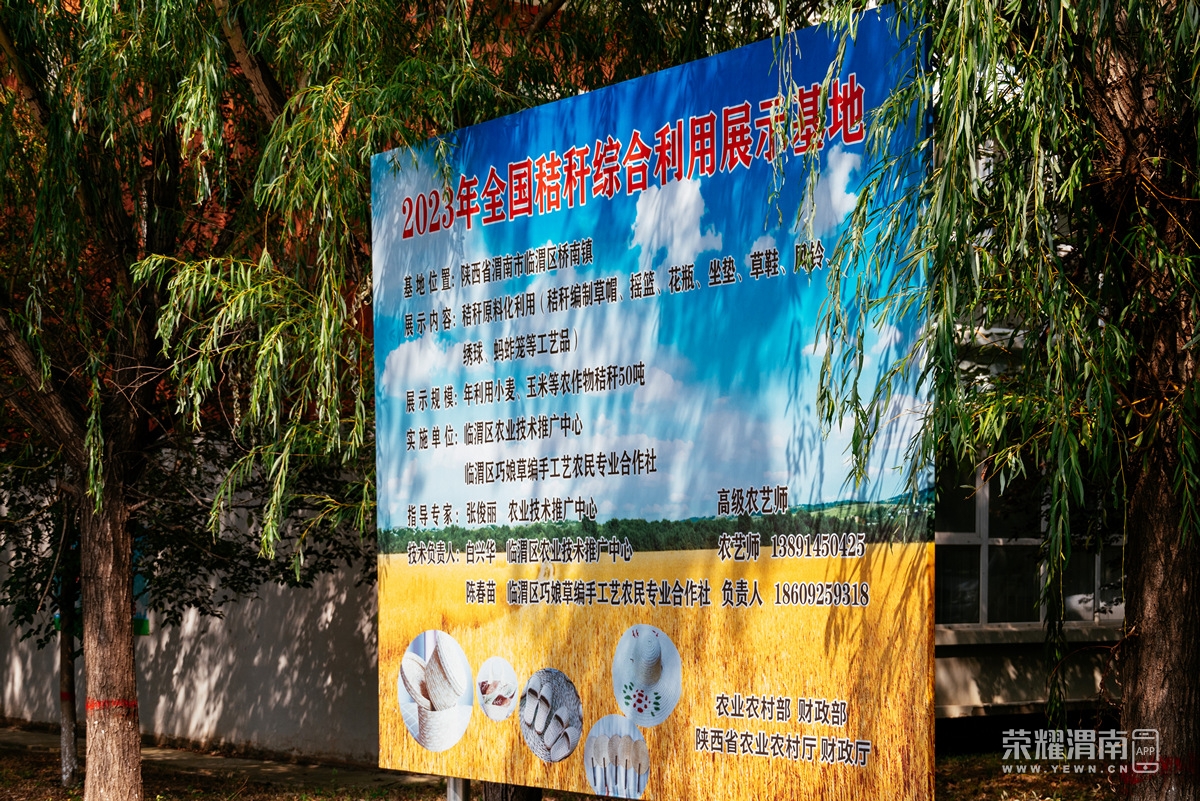 2023年全国秸秆综合利用展示基地
基地位置：陕西省渭南市临渭区桥南镇
展示内容：秸秆原料化利用（秸秆编制草帽、摇篮、花瓶、坐垫、草鞋、风铃、
绣球、蚂蚱笼等工艺品）
展示规模：年利用小麦、玉米等农作物秸秆50吨
实施单位：临渭区农业技术推广中心
临渭区巧娘草编手工艺农民专业合作社
指导专家：张俊丽 农业技术推广中心 高级农艺师
技术负责人：白兴华 临渭区农业技术推广中心 农艺师 13891450425
陈春苗 临渭区巧娘草编手工艺农民专业合作社 负责人 18609259318
农业农村部 财政部
陕西省农业农村厅 财政厅
荣耀渭南 APP
WWW.YEWN.CN